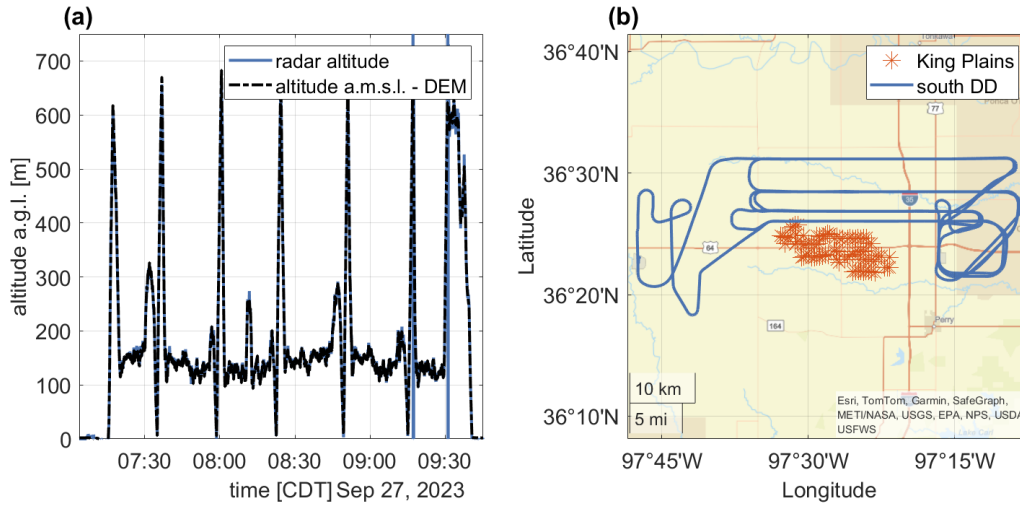 (a)
700
600
500
400
300
200
100
0
altitude a.g.l. [m]
radar altitude
altitude a.m.s.l. - DEM
07:30 08:00 08:30 09:00 09:30
time [CDT] Sep 27, 2023
(b)
36°40'N
36°30'N
36°20'N
36°10'N
Latitude
King Plains
south DD
Tonkawa
77
Ponca
35
64
164
Perry
10 km
5 mi
Esri, TomTom, Garmin, SafeGraph,
METI/NASA, USGS, EPA, NPS, USDA
USFWS
97°45'W 97°30'W 97°15'W
Longitude